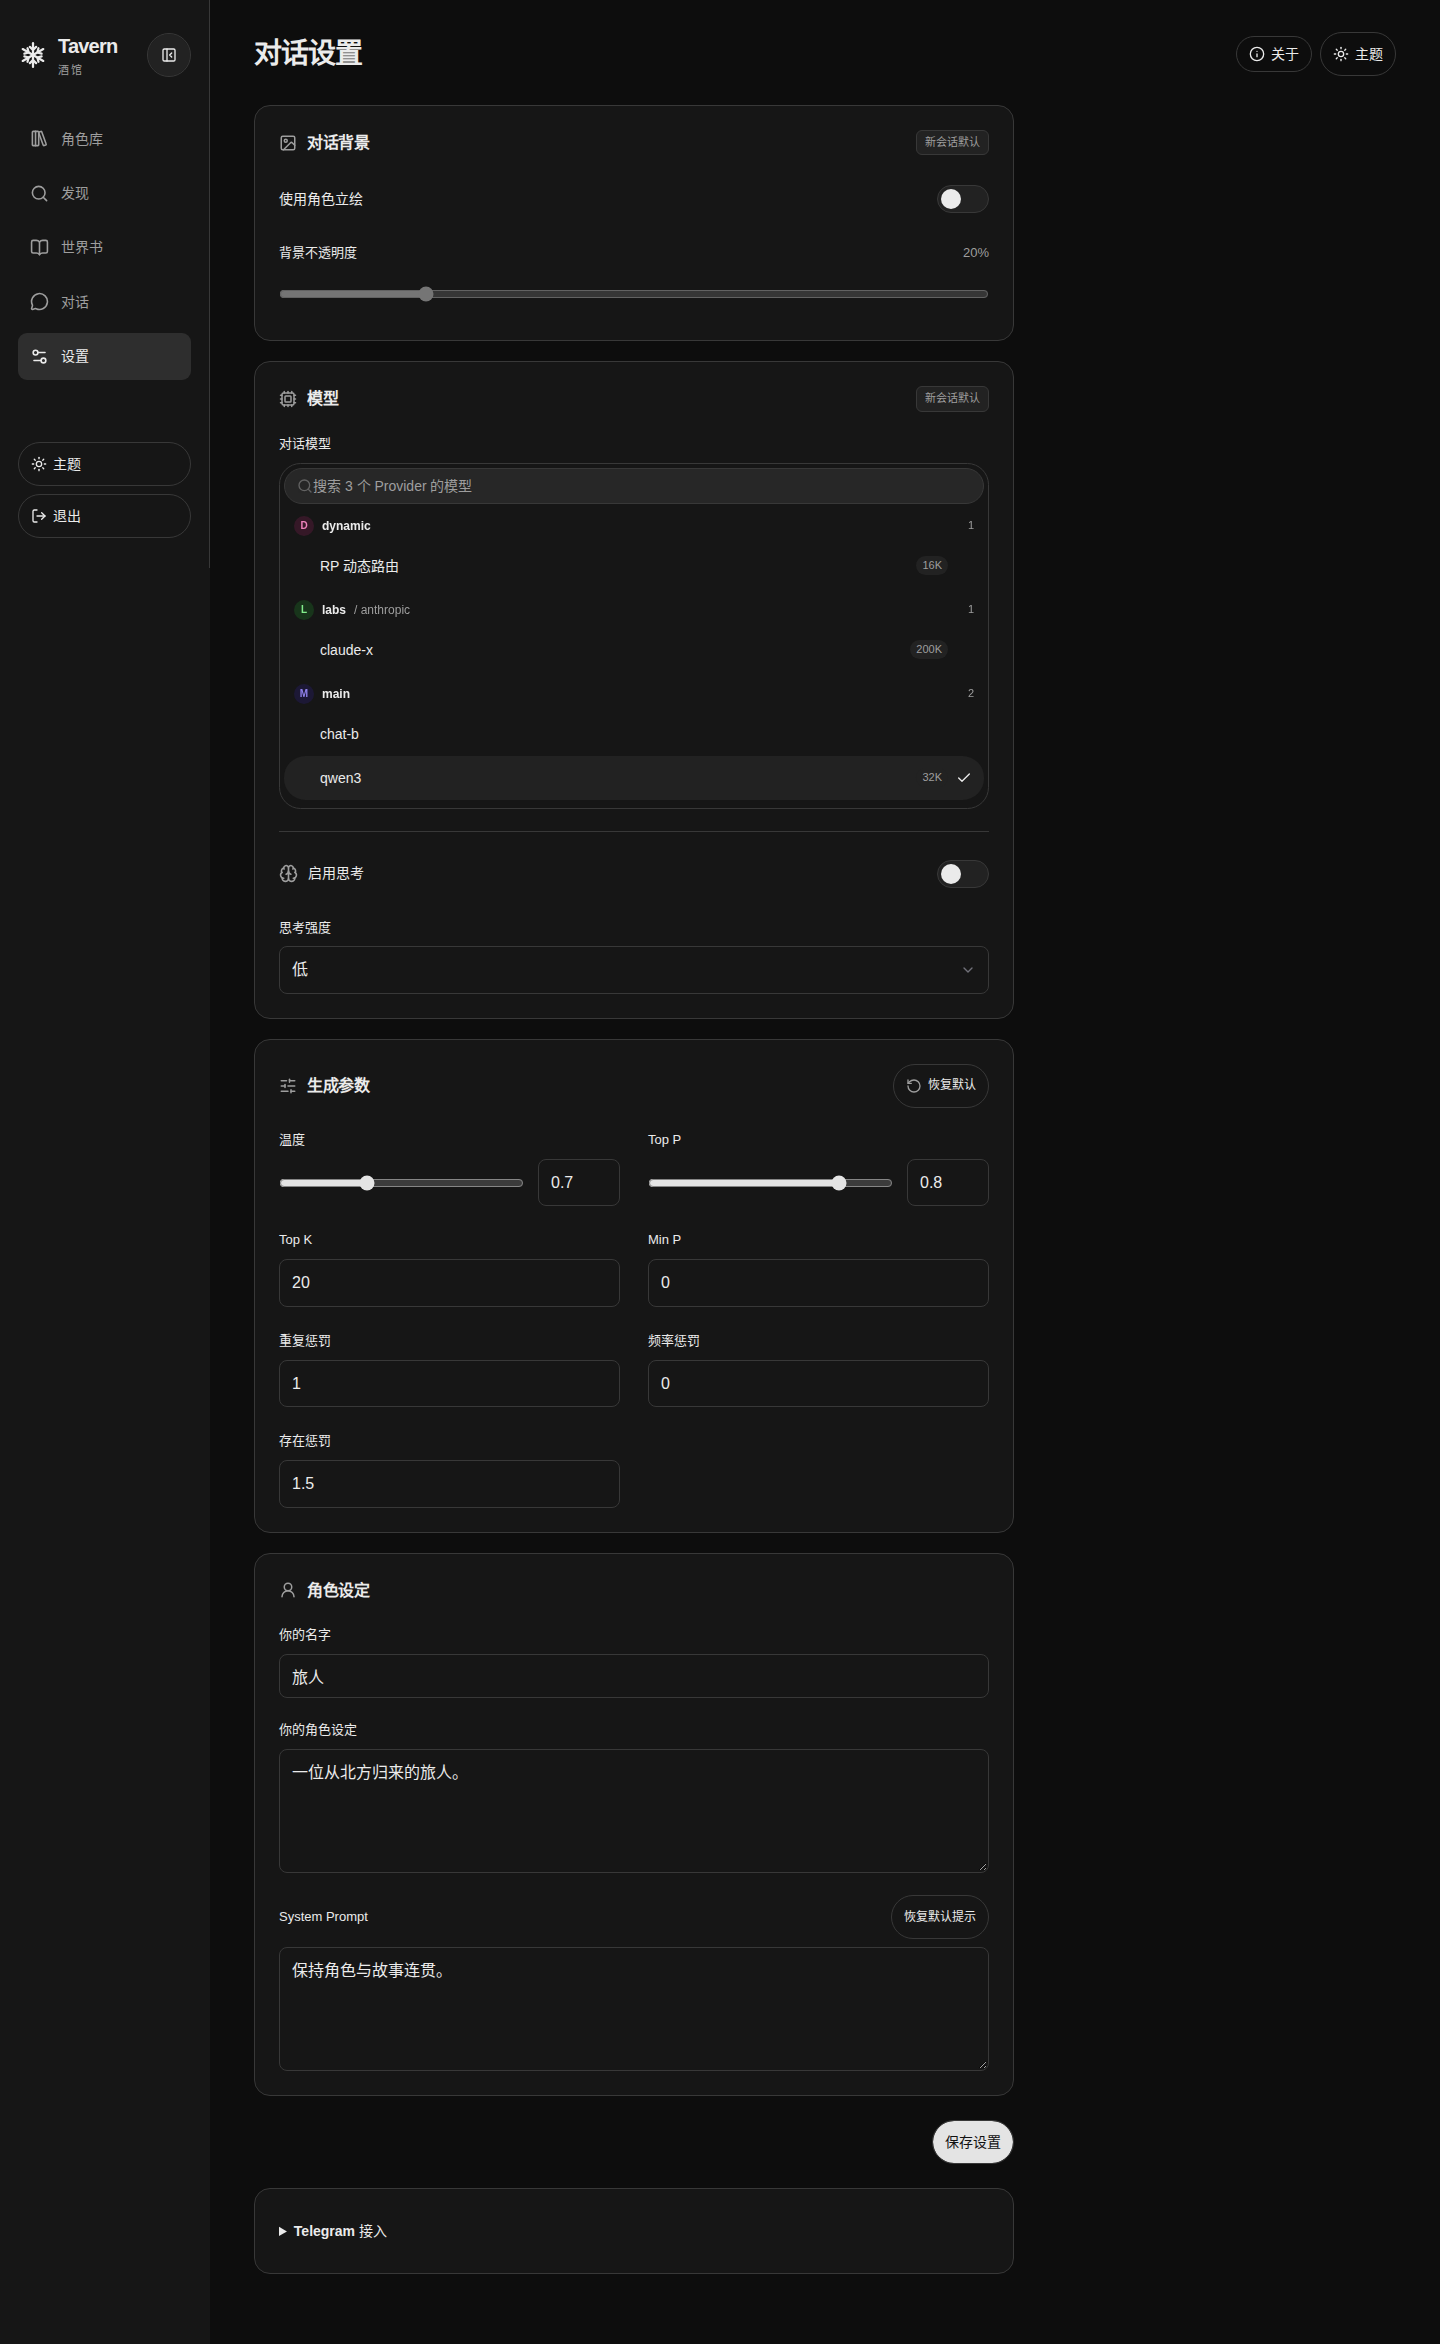 Tavern
酒馆
角色库
发现
世界书
对话
设置
主题
退出
对话设置
关于
主题
对话背景
新会话默认
使用角色立绘
背景不透明度
20%
模型
新会话默认
对话模型
搜索 3 个 Provider 的模型
D dynamic 1
RP 动态路由 16K
L labs / anthropic 1
claude-x 200K
M main 2
chat-b
qwen3 32K
启用思考
思考强度
低
生成参数
恢复默认
温度
0.7
Top P
0.8
Top K
20
Min P
0
重复惩罚
1
频率惩罚
0
存在惩罚
1.5
角色设定
你的名字
旅人
你的角色设定
一位从北方归来的旅人。
System Prompt
恢复默认提示
保持角色与故事连贯。
保存设置
Telegram 接入